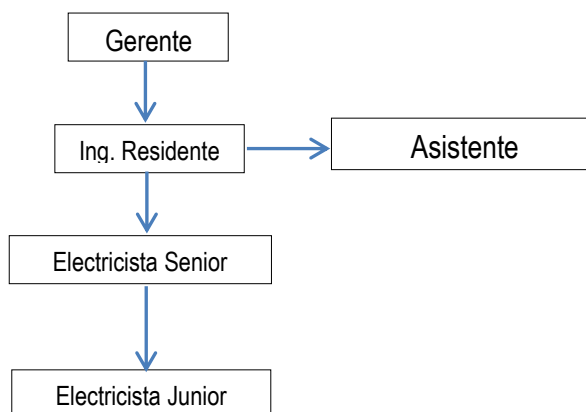 Gerente
Ing. Residente
Asistente
Electricista Senior
Electricista Junior